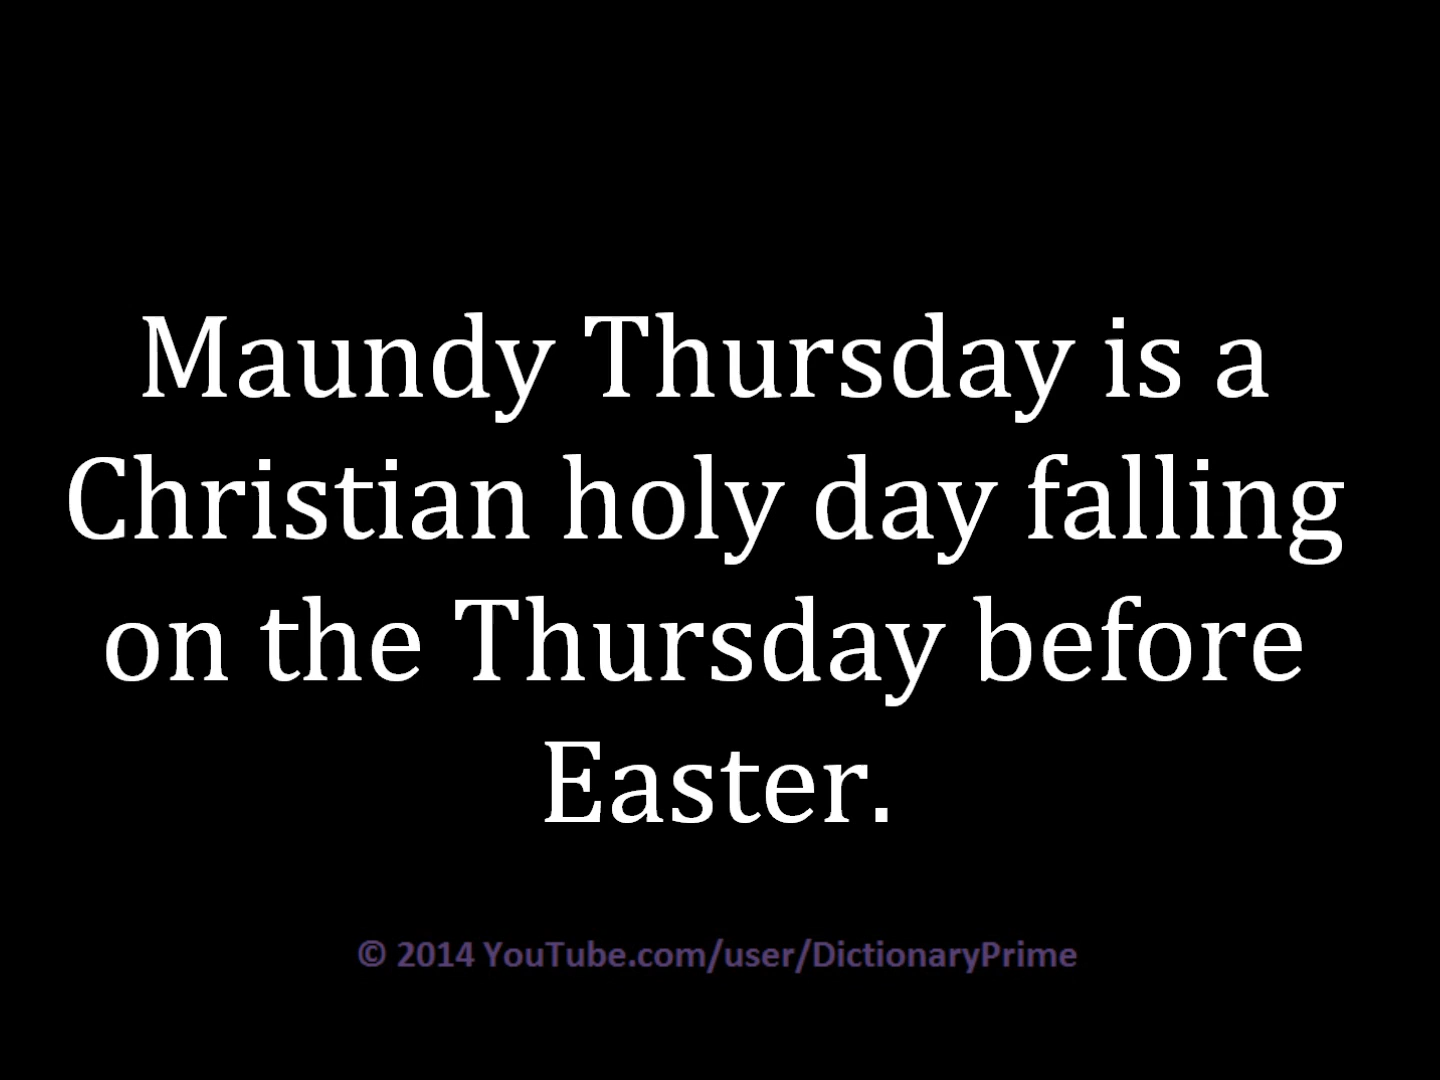 Maundy Thursday is a
Christian holy day falling
on the Thursday before
Easter.
© 2014 YouTube.com/user/DictionaryPrime